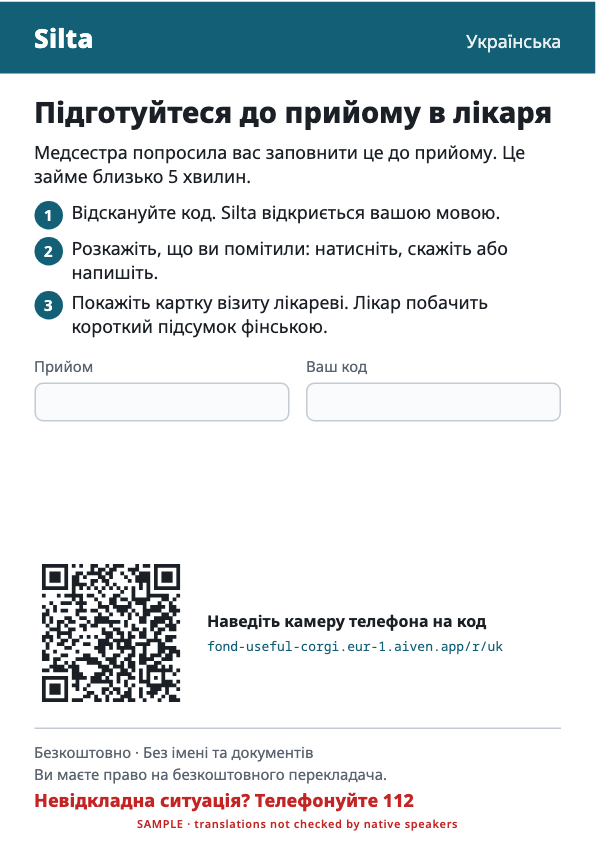 Silta
Українська
Підготуйтеся до прийому в лікаря
Медсестра попросила вас заповнити це до прийому. Це
займе близько 5 хвилин.
1 Відскануйте код. Silta відкриється вашою мовою.
2 Розкажіть, що ви помітили: натисніть, скажіть або
напишіть.
3 Покажіть картку візиту лікареві. Лікар побачить
короткий підсумок фінською.
Прийом
Ваш код
Наведіть камеру телефона на код
fond-useful-corgi.eur-1.aiven.app/r/uk
Безкоштовно · Без імені та документів
Ви маєте право на безкоштовного перекладача.
Невідкладна ситуація? Телефонуйте 112
SAMPLE · translations not checked by native speakers